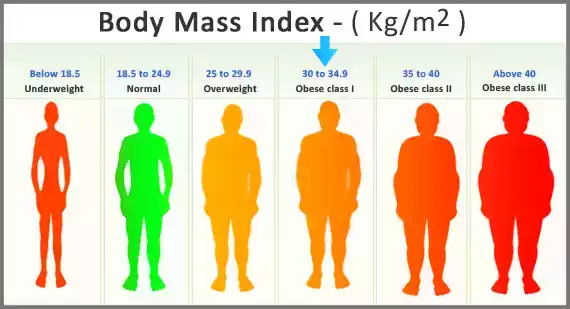 Body Mass Index - ( Kg/m2 )
Below 18.5
Underweight
18.5 to 24.9
Normal
25 to 29.9
Overweight
30 to 34.9
Obese class I
35 to 40
Obese class II
Above 40
Obese class III